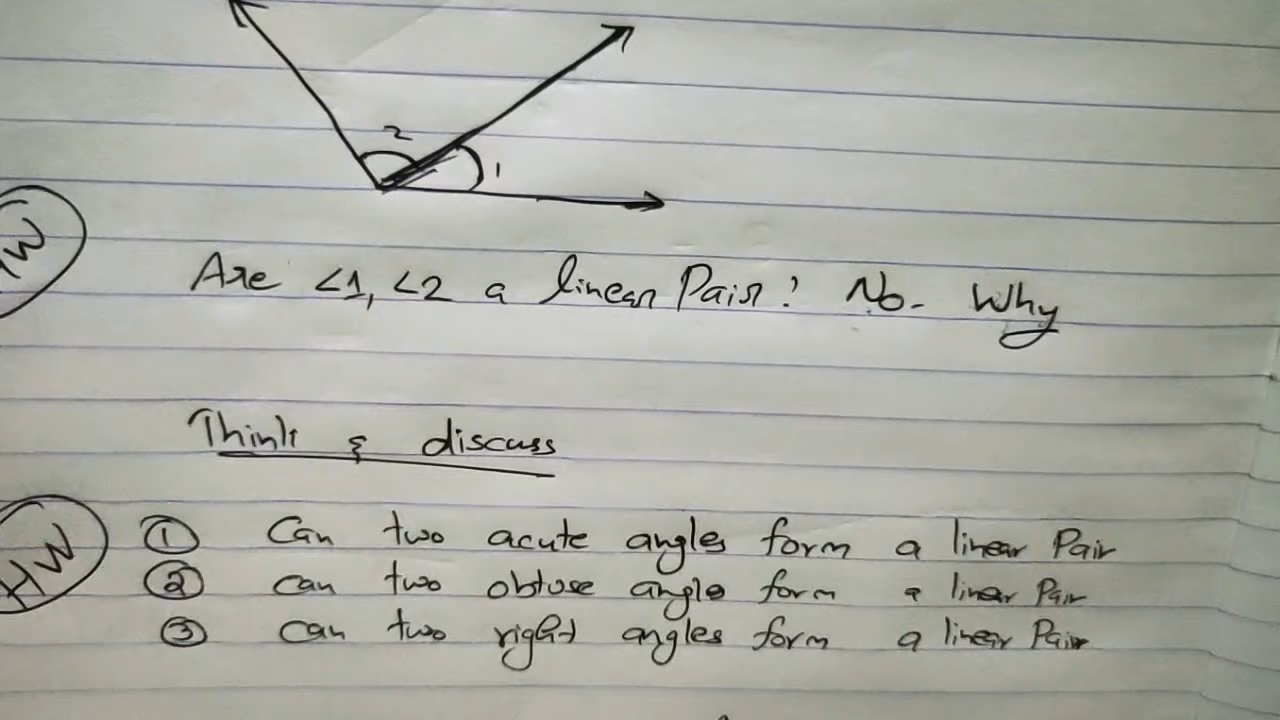 2
1
HW
Are <1, <2 a linear Pair? No. Why
Think & discuss
HW
① Can two acute angles form a linear Pair
② can two obtuse angle form a linear Pair
③ can two right angles form a linear Pair